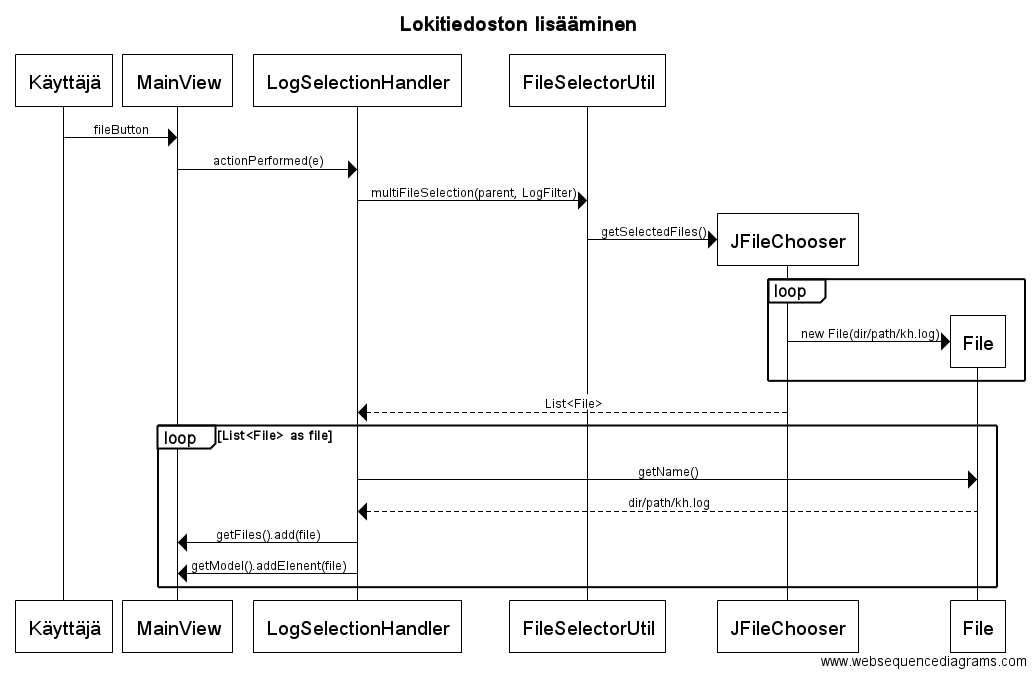 Lokitiedoston lisääminen
Käyttäjä MainView LogSelectionHandler FileSelectorUtil
fileButton
actionPerformed(e)
multiFileSelection(parent, LogFilter)
getSelectedFiles() JFileChooser
loop
new File(dir/path/kh.log) File
List<File>
loop [List<File> as file]
getName()
dir/path/kh.log
getFiles().add(file)
getModel().addElenent(file)
Käyttäjä MainView LogSelectionHandler FileSelectorUtil JFileChooser File
www.websequencediagrams.com